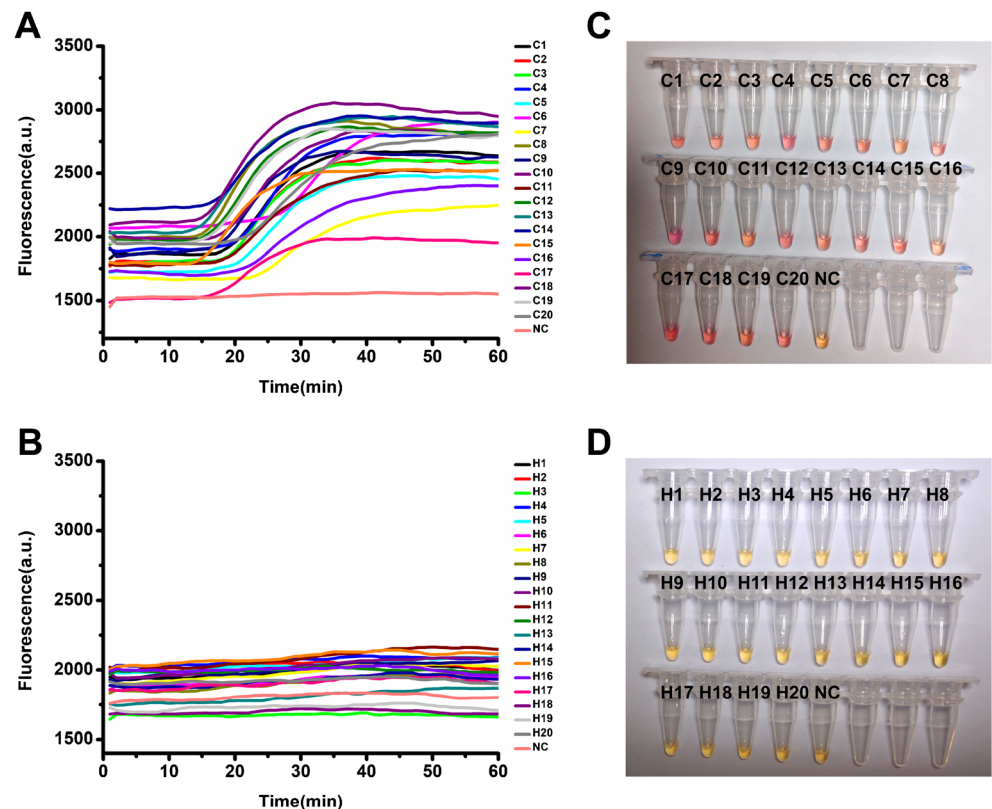 A
3500
3000
2500
2000
1500
0 10 20 30 40 50 60
Fluorescence(a.u.)
Time(min)
C1
C2
C3
C4
C5
C6
C7
C8
C9
C10
C11
C12
C13
C14
C15
C16
C17
C18
C19
C20
NC
C
C1 C2 C3 C4 C5 C6 C7 C8
C9 C10 C11 C12 C13 C14 C15 C16
C17 C18 C19 C20 NC
B
3500
3000
2500
2000
1500
0 10 20 30 40 50 60
Fluorescence(a.u.)
Time(min)
H1
H2
H3
H4
H5
H6
H7
H8
H9
H10
H11
H12
H13
H14
H15
H16
H17
H18
H19
H20
NC
D
H1 H2 H3 H4 H5 H6 H7 H8
H9 H10 H11 H12 H13 H14 H15 H16
H17 H18 H19 H20 NC